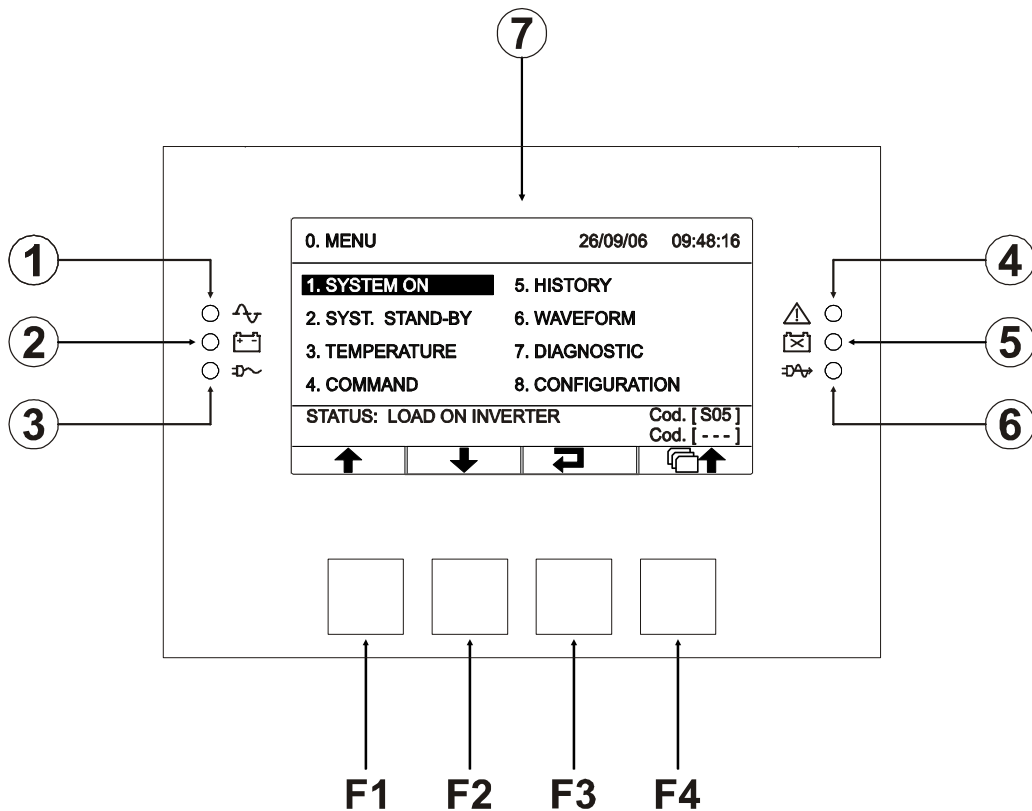 7
0. MENU 26/09/06 09:48:16
1. SYSTEM ON 5. HISTORY
2. SYST. STAND-BY 6. WAVEFORM
3. TEMPERATURE 7. DIAGNOSTIC
4. COMMAND 8. CONFIGURATION
STATUS: LOAD ON INVERTER Cod. [ S05 ]
Cod. [ - - - ]
1
2
3
4
5
6
F1 F2 F3 F4